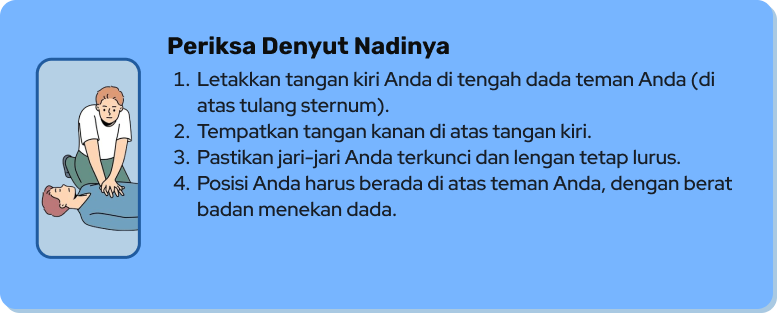 Periksa Denyut Nadinya
1. Letakkan tangan kiri Anda di tengah dada teman Anda (di
atas tulang sternum).
2. Tempatkan tangan kanan di atas tangan kiri.
3. Pastikan jari-jari Anda terkunci dan lengan tetap lurus.
4. Posisi Anda harus berada di atas teman Anda, dengan berat
badan menekan dada.